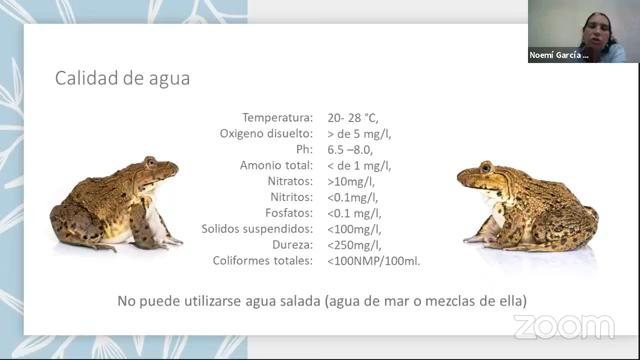 Noemí García ...
Calidad de agua
Temperatura: 20- 28 °C,
Oxigeno disuelto: > de 5 mg/l,
Ph: 6.5 –8.0,
Amonio total: < de 1 mg/l,
Nitratos: >10mg/l,
Nitritos: <0.1mg/l,
Fosfatos: <0.1 mg/l,
Solidos suspendidos: <100mg/l,
Dureza: <250mg/l,
Coliformes totales: <100NMP/100ml.
No puede utilizarse agua salada (agua de mar o mezclas de ella)
zoom